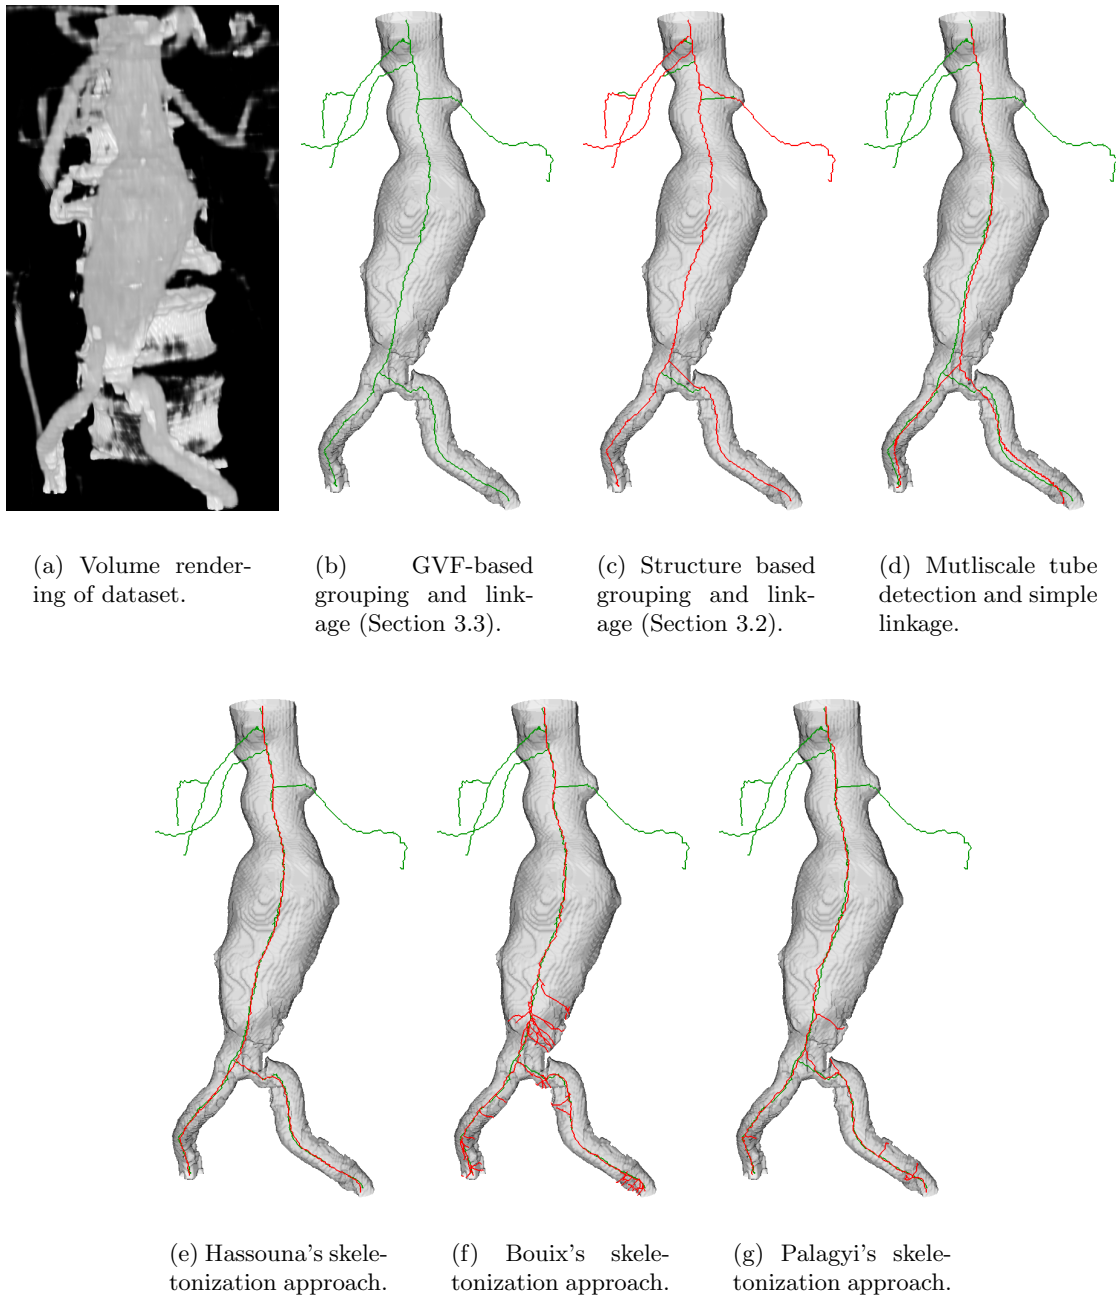 (a) Volume render-
ing of dataset.
(b) GVF-based
grouping and link-
age (Section 3.3).
(c) Structure based
grouping and link-
age (Section 3.2).
(d) Mutliscale tube
detection and simple
linkage.
(e) Hassouna's skele-
tonization approach.
(f) Bouix's skele-
tonization approach.
(g) Palagyi's skele-
tonization approach.